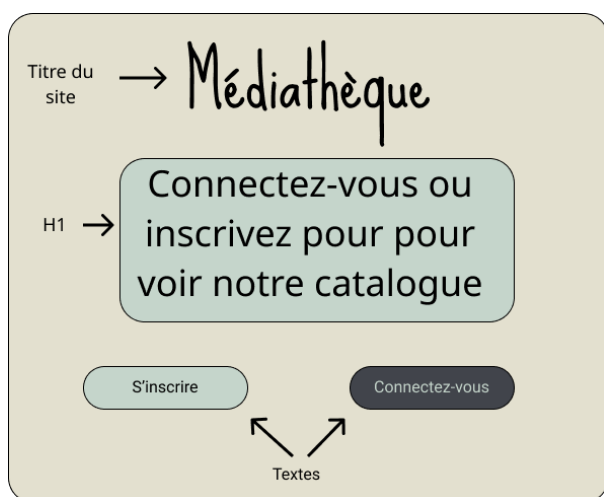 Titre du
site
Médiathèque
H1
Connectez-vous ou
inscrivez pour pour
voir notre catalogue
S'inscrire
Connectez-vous
Textes